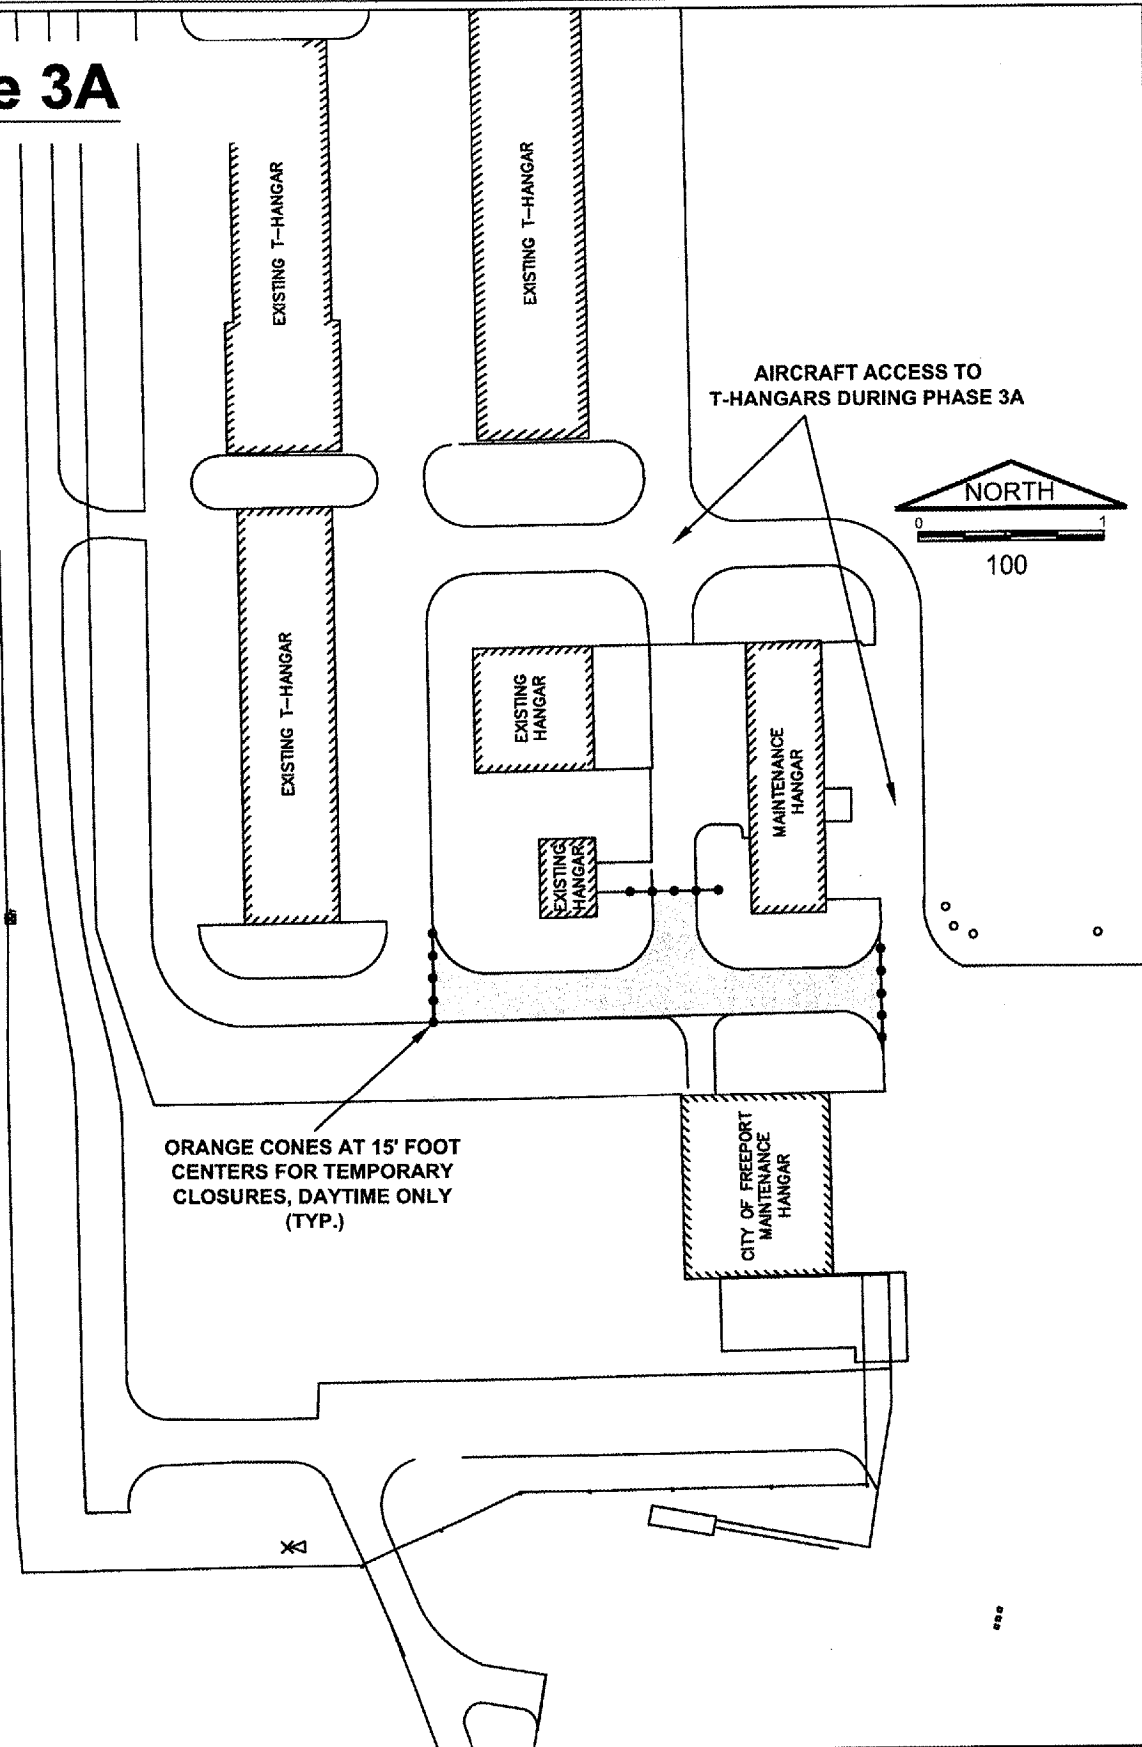 e 3A
EXISTING T-HANGAR
EXISTING T-HANGAR
AIRCRAFT ACCESS TO
T-HANGARS DURING PHASE 3A
NORTH
0 1
100
EXISTING T-HANGAR
EXISTING
HANGAR
MAINTENANCE
HANGAR
EXISTING
HANGAR
ORANGE CONES AT 15' FOOT
CENTERS FOR TEMPORARY
CLOSURES, DAYTIME ONLY
(TYP.)
CITY OF FREEPORT
MAINTENANCE
HANGAR